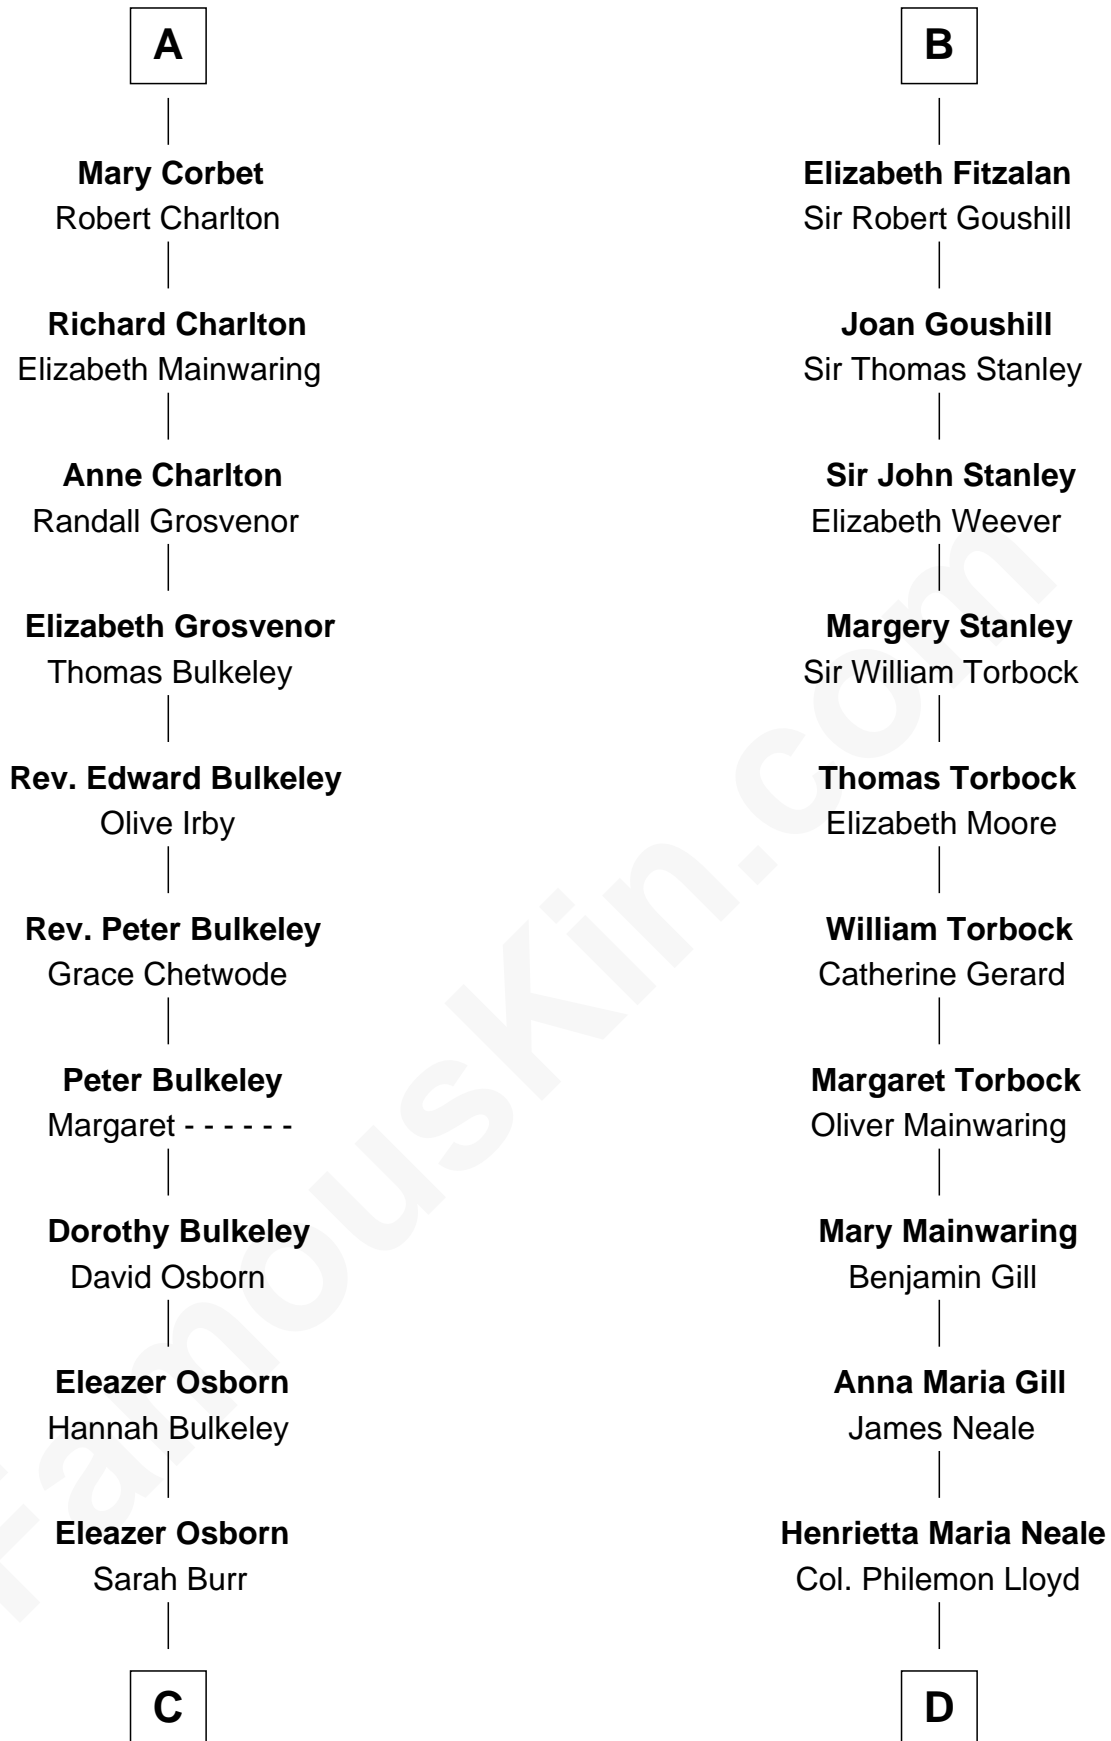 A
Mary Corbet
Robert Charlton
Richard Charlton
Elizabeth Mainwaring
Anne Charlton
Randall Grosvenor
Elizabeth Grosvenor
Thomas Bulkeley
Rev. Edward Bulkeley
Olive Irby
Rev. Peter Bulkeley
Grace Chetwode
Peter Bulkeley
Margaret - - - - - -
Dorothy Bulkeley
David Osborn
Eleazer Osborn
Hannah Bulkeley
Eleazer Osborn
Sarah Burr
C
B
Elizabeth Fitzalan
Sir Robert Goushill
Joan Goushill
Sir Thomas Stanley
Sir John Stanley
Elizabeth Weever
Margery Stanley
Sir William Torbock
Thomas Torbock
Elizabeth Moore
William Torbock
Catherine Gerard
Margaret Torbock
Oliver Mainwaring
Mary Mainwaring
Benjamin Gill
Anna Maria Gill
James Neale
Henrietta Maria Neale
Col. Philemon Lloyd
D
FamousKin.com